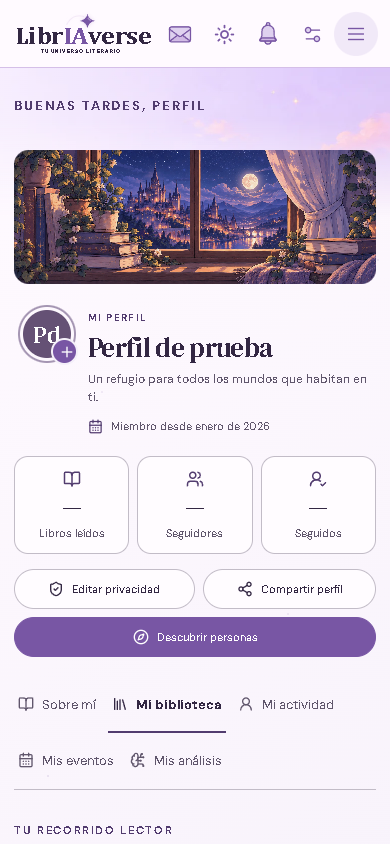 LibrIAverse
TU UNIVERSO LITERARIO
BUENAS TARDES, PERFIL
Pd
MI PERFIL
Perfil de prueba
Un refugio para todos los mundos que habitan en
ti.
Miembro desde enero de 2026
— — —
Libros leídos Seguidores Seguidos
Editar privacidad Compartir perfil
Descubrir personas
Sobre mí Mi biblioteca Mi actividad
Mis eventos Mis análisis
TU RECORRIDO LECTOR